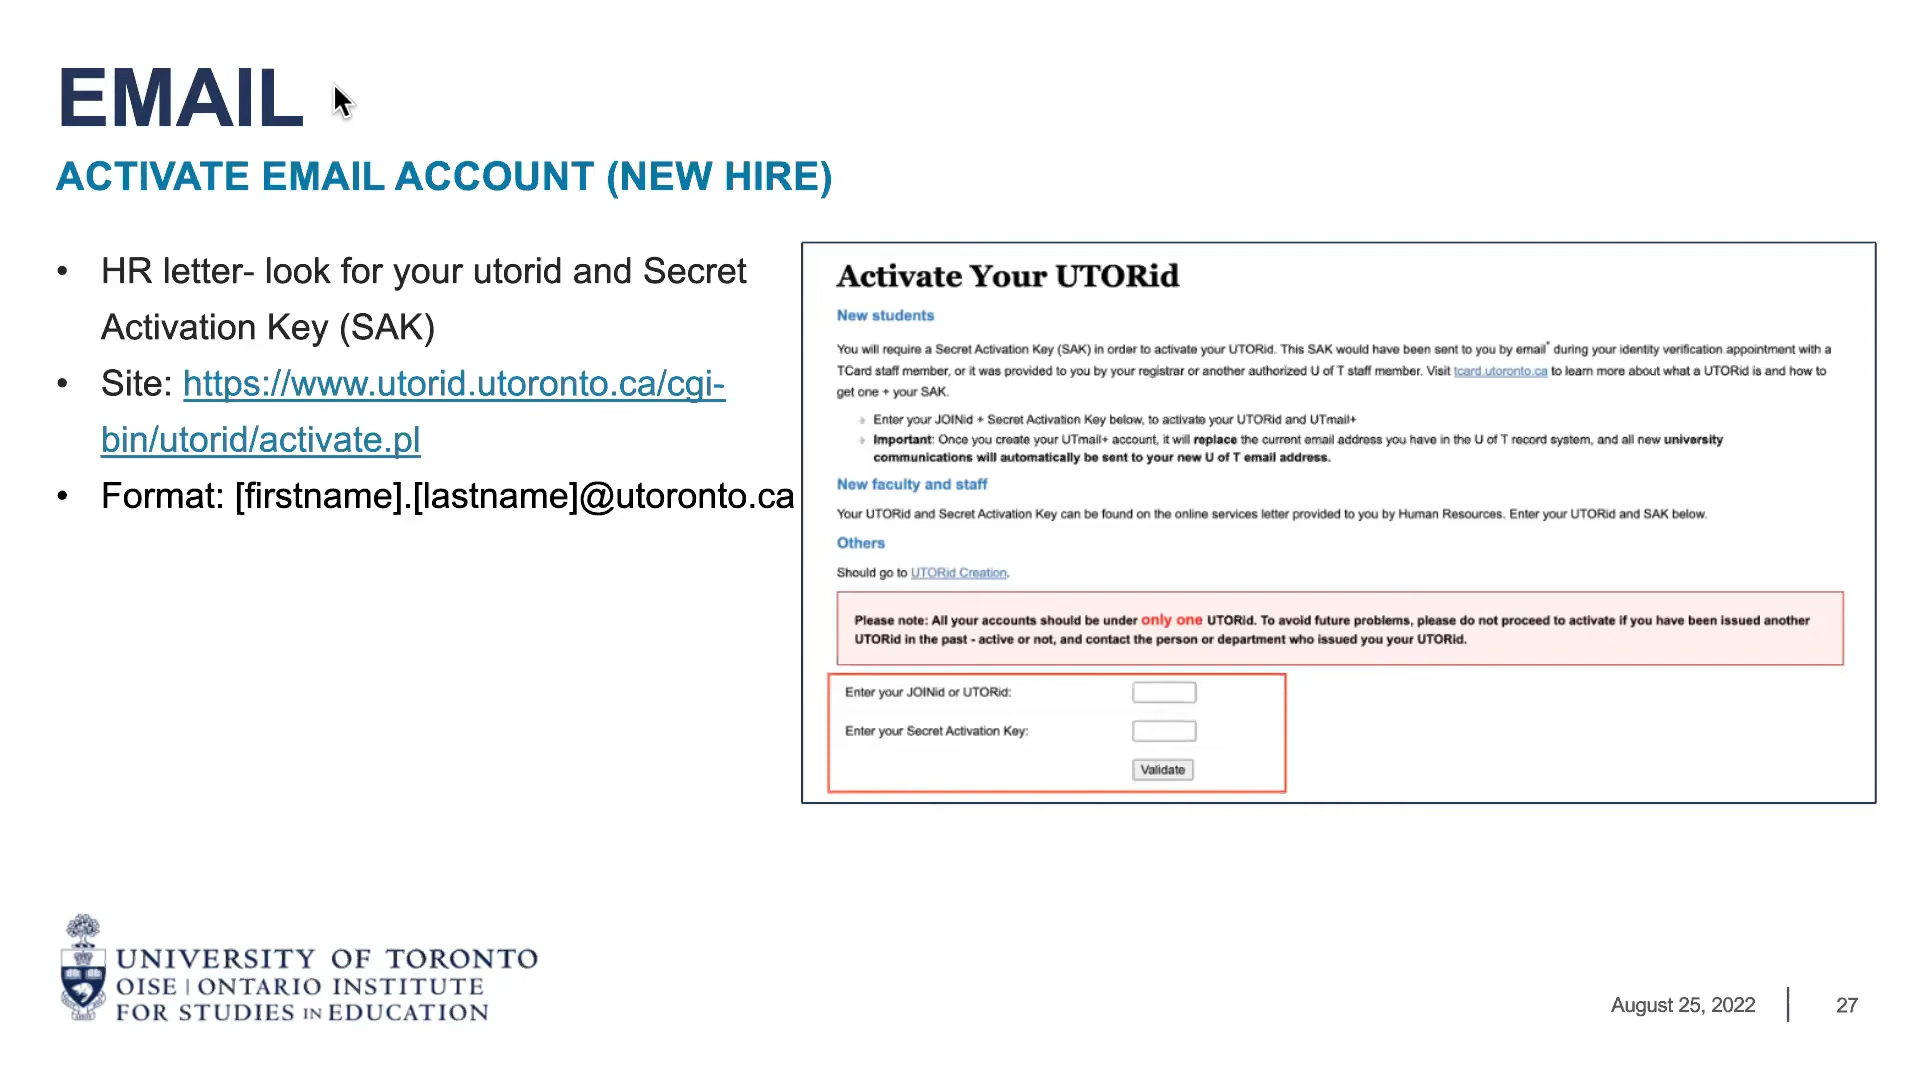 EMAIL
ACTIVATE EMAIL ACCOUNT (NEW HIRE)
• HR letter- look for your utorid and Secret
Activation Key (SAK)
• Site: https://www.utorid.utoronto.ca/cgi-
bin/utorid/activate.pl
• Format: [firstname].[lastname]@utoronto.ca
Activate Your UTORid
New students
You will require a Secret Activation Key (SAK) in order to activate your UTORid. This SAK would have been sent to you by email* during your identity verification appointment with a
TCard staff member, or it was provided to you by your registrar or another authorized U of T staff member. Visit tcard.utoronto.ca to learn more about what a UTORid is and how to
get one + your SAK.
Enter your JOINid + Secret Activation Key below, to activate your UTORid and UTmail+
Important: Once you create your UTmail+ account, it will replace the current email address you have in the U of T record system, and all new university
communications will automatically be sent to your new U of T email address.
New faculty and staff
Your UTORid and Secret Activation Key can be found on the online services letter provided to you by Human Resources. Enter your UTORid and SAK below.
Others
Should go to UTORid Creation.
Please note: All your accounts should be under only one UTORid. To avoid future problems, please do not proceed to activate if you have been issued another
UTORid in the past - active or not, and contact the person or department who issued you your UTORid.
Enter your JOINid or UTORid:
Enter your Secret Activation Key:
Validate
UNIVERSITY OF TORONTO
OISE | ONTARIO INSTITUTE
FOR STUDIES IN EDUCATION
August 25, 2022
27